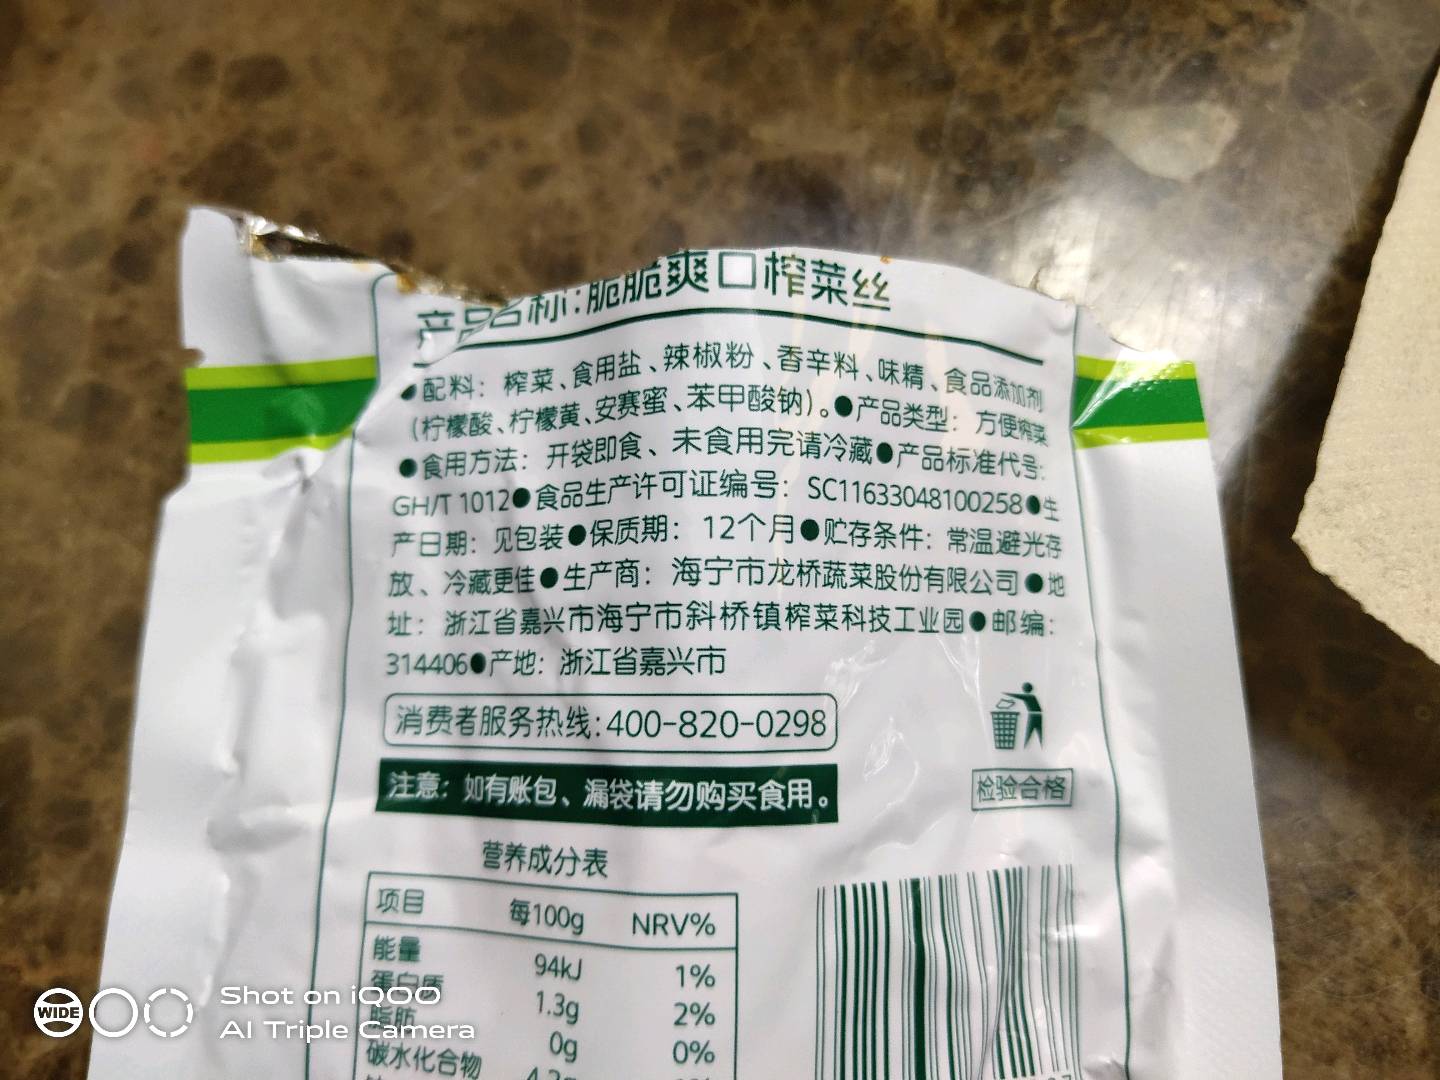 产品名称:脆脆爽口榨菜丝
●配料：榨菜、食用盐、辣椒粉、香辛料、味精、食品添加剂
(柠檬酸、柠檬黄、安赛蜜、苯甲酸钠)。●产品类型：方便榨菜
●食用方法：开袋即食、未食用完请冷藏●产品标准代号：
GH/T 1012●食品生产许可证编号：SC11633048100258●生
产日期：见包装●保质期：12个月●贮存条件：常温避光存
放、冷藏更佳●生产商：海宁市龙桥蔬菜股份有限公司●地
址：浙江省嘉兴市海宁市斜桥镇榨菜科技工业园●邮编：
314406●产地：浙江省嘉兴市
消费者服务热线:400-820-0298
注意：如有账包、漏袋请勿购买食用。
检验合格
营养成分表
项目 每100g NRV%
能量 94kJ 1%
蛋白质 1.3g 2%
脂肪 0g 0%
碳水化合物
WIDE
Shot on iQOO
AI Triple Camera